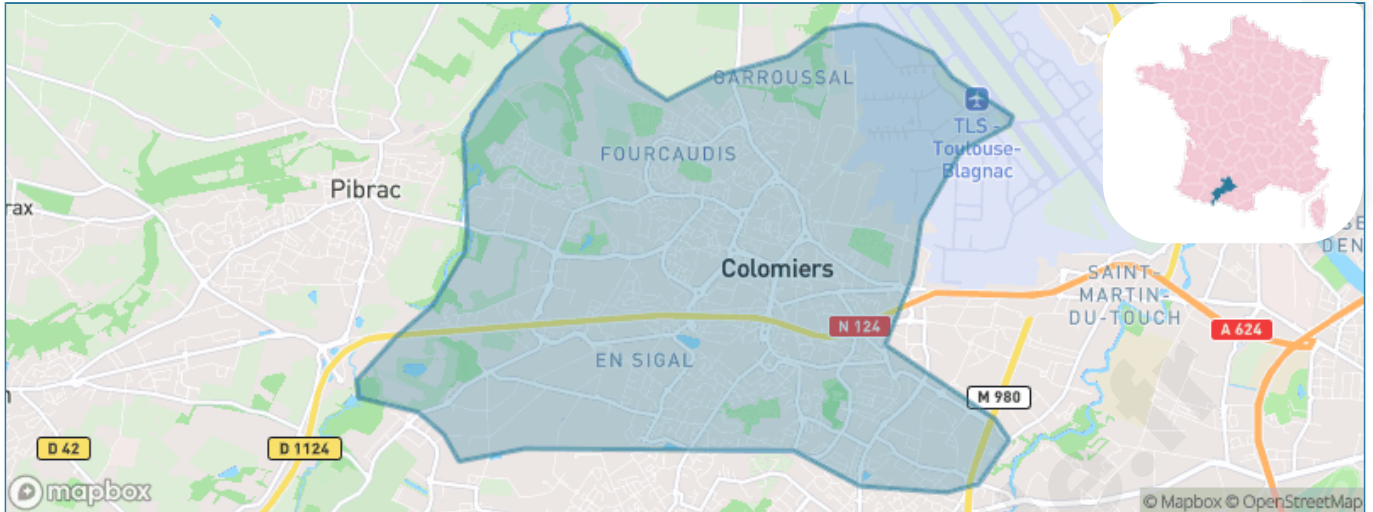 GARROUSSAL
TLS -
Toulouse-
Blagnac
FOURCAUDIS
Pibrac
rax
DEN
Colomiers
SAINT-
MARTIN-
DU-TOUCH
N 124
A 624
EN SIGAL
M 980
D 42
D 1124
mapbox
© Mapbox © OpenStreetMap